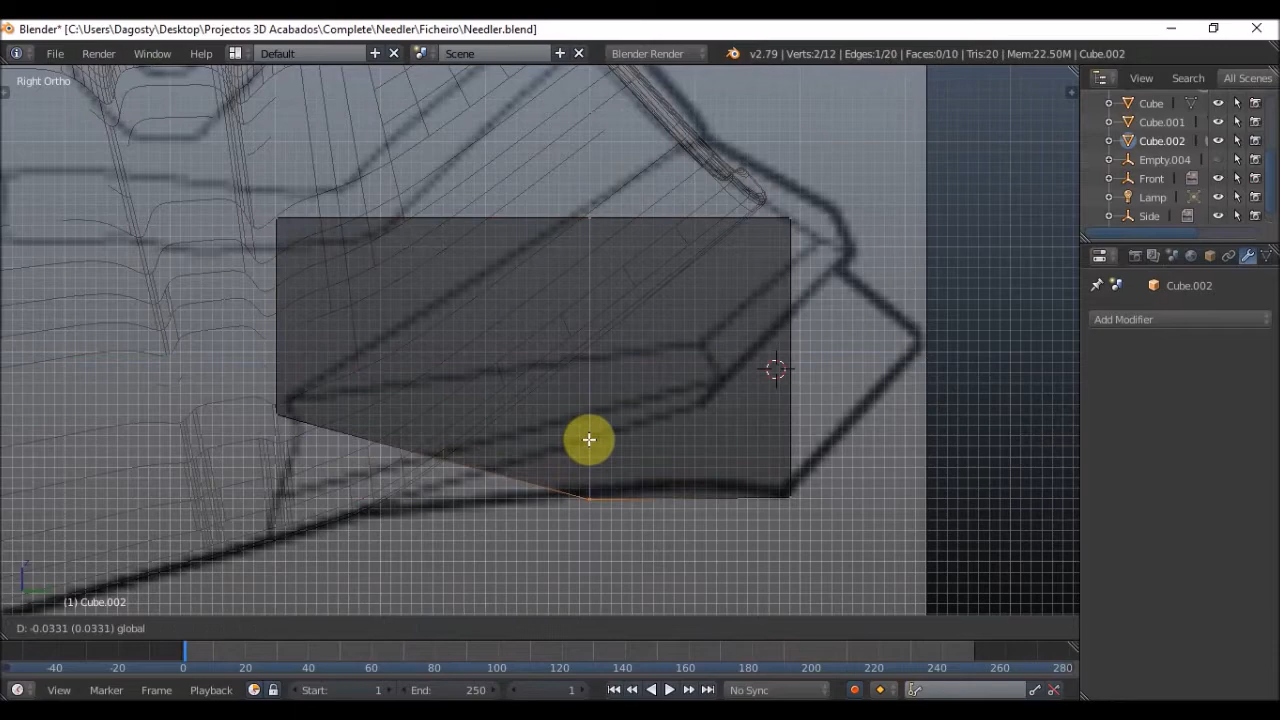 Blender* [C:\Users\Dagosty\Desktop\Projectos 3D Acabados\Complete\Needler\Ficheiro\Needler.blend]
File Render Window Help Default Scene Blender Render v2.79 | Verts:2/12 | Edges:1/20 | Faces:0/10 | Tris:20 | Mem:22.50M | Cube.002
Right Ortho
View Search All Scenes
Cube
Cube.001
Cube.002
Empty.004
Front
Lamp
Side
Cube.002
Add Modifier
(1) Cube.002
D: -0.0331 (0.0331) global
-40 -20 0 20 40 60 80 100 120 140 160 180 200 220 240 260 280
View Marker Frame Playback Start: 1 End: 250 1 No Sync